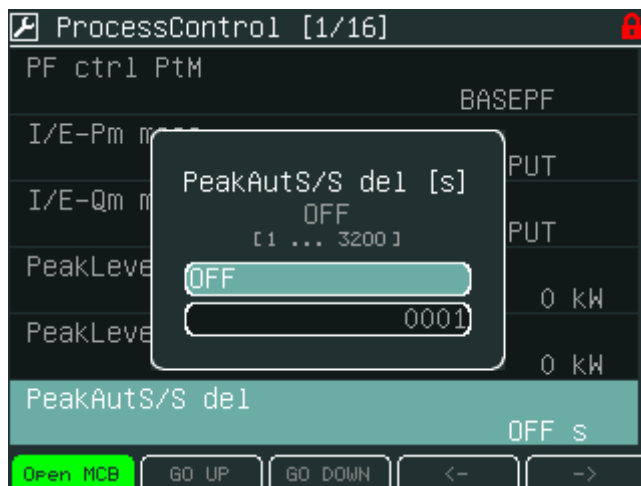 ProcessControl [1/16]
PF ctrl PtM
BASEPF
I/E-Pm
PUT
I/E-Qm
PUT
PeakLeve
0 kW
PeakLeve
0 kW
PeakAutS/S del
OFF s
PeakAutS/S del [s]
OFF
[1 ... 3200]
OFF
0001
Open MCB
GO UP
GO DOWN
<-
->